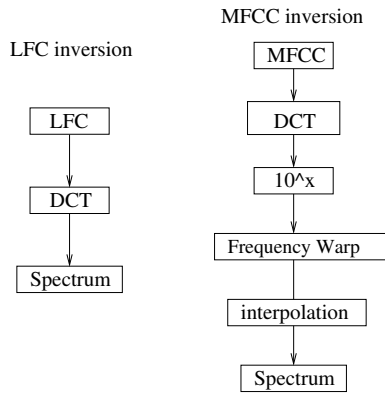 LFC inversion
LFC
DCT
Spectrum
MFCC inversion
MFCC
DCT
10^x
Frequency Warp
interpolation
Spectrum